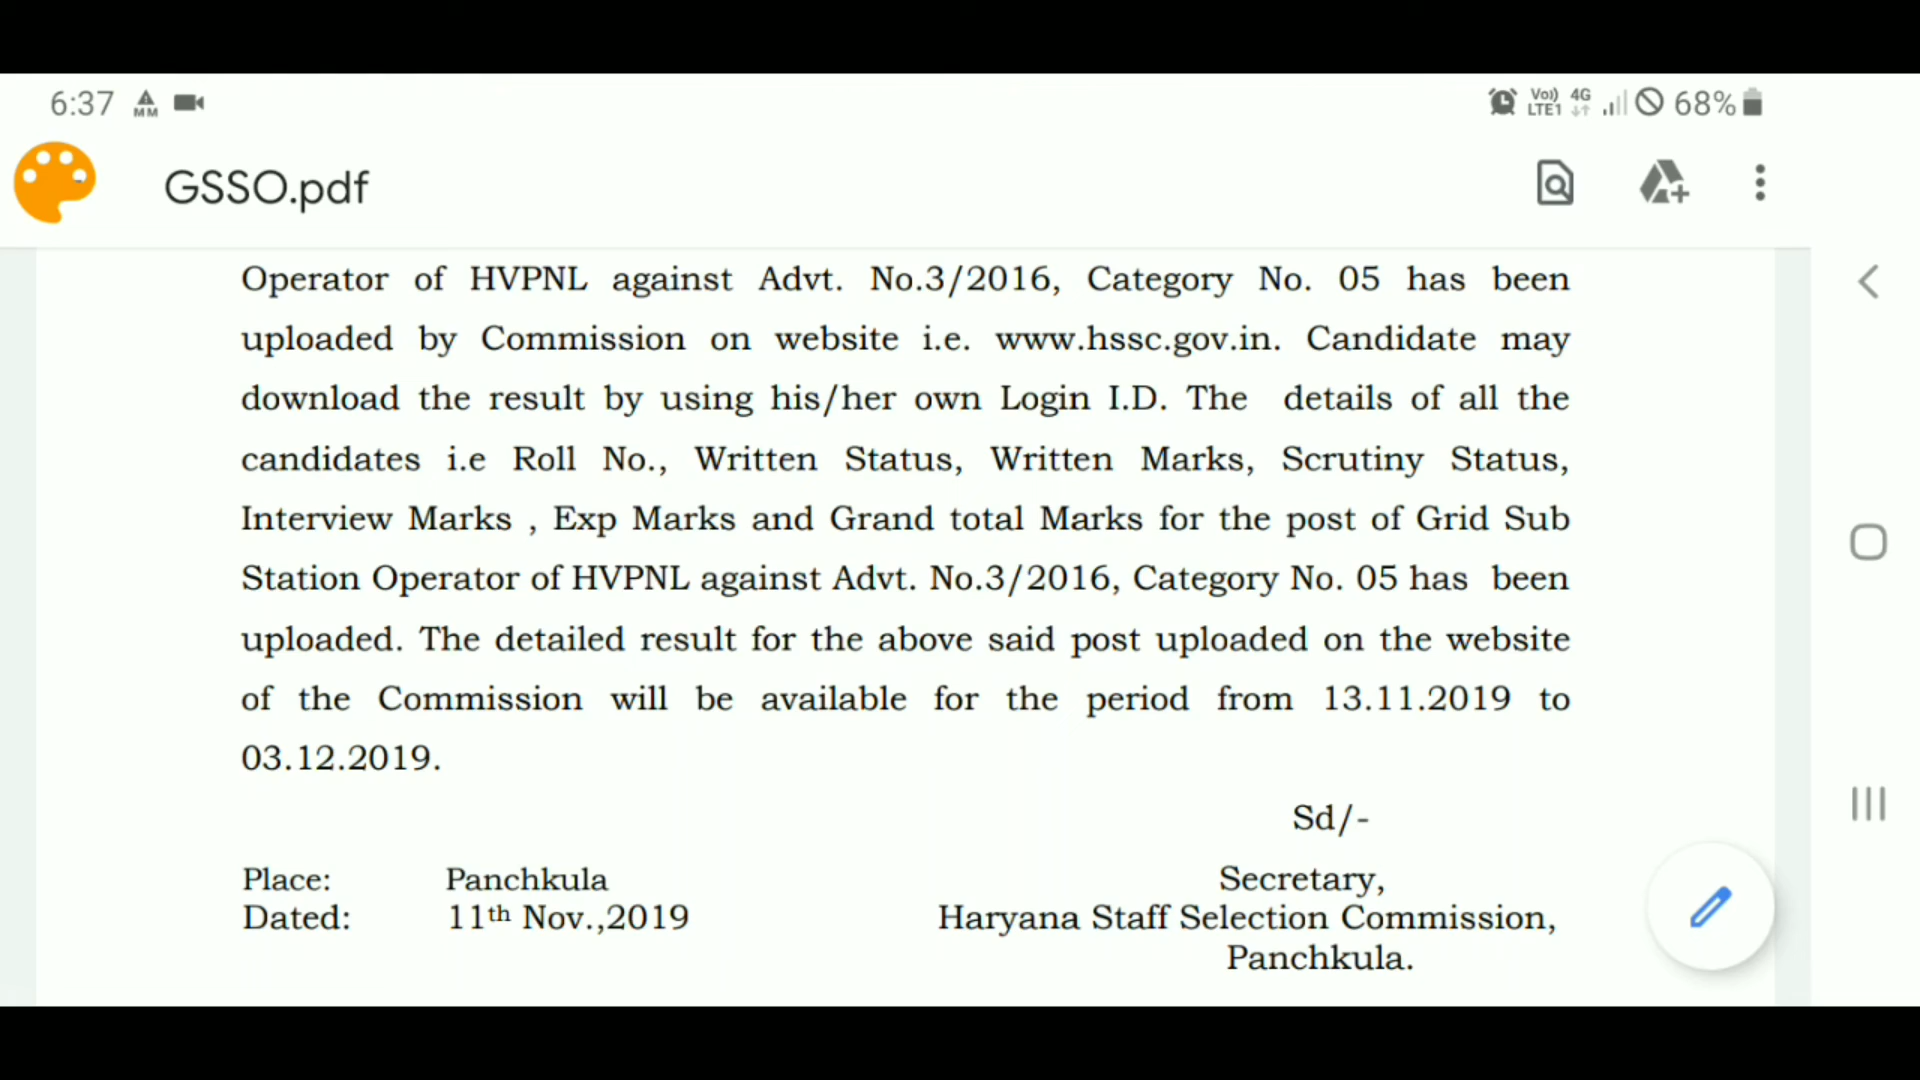 6:37 MM Vo) LTE1 4G 68%
GSSO.pdf
Operator of HVPNL against Advt. No.3/2016, Category No. 05 has been
uploaded by Commission on website i.e. www.hssc.gov.in. Candidate may
download the result by using his/her own Login I.D. The details of all the
candidates i.e Roll No., Written Status, Written Marks, Scrutiny Status,
Interview Marks , Exp Marks and Grand total Marks for the post of Grid Sub
Station Operator of HVPNL against Advt. No.3/2016, Category No. 05 has been
uploaded. The detailed result for the above said post uploaded on the website
of the Commission will be available for the period from 13.11.2019 to
03.12.2019.
Sd/-
Place: Panchkula Secretary,
Dated: 11th Nov.,2019 Haryana Staff Selection Commission,
Panchkula.